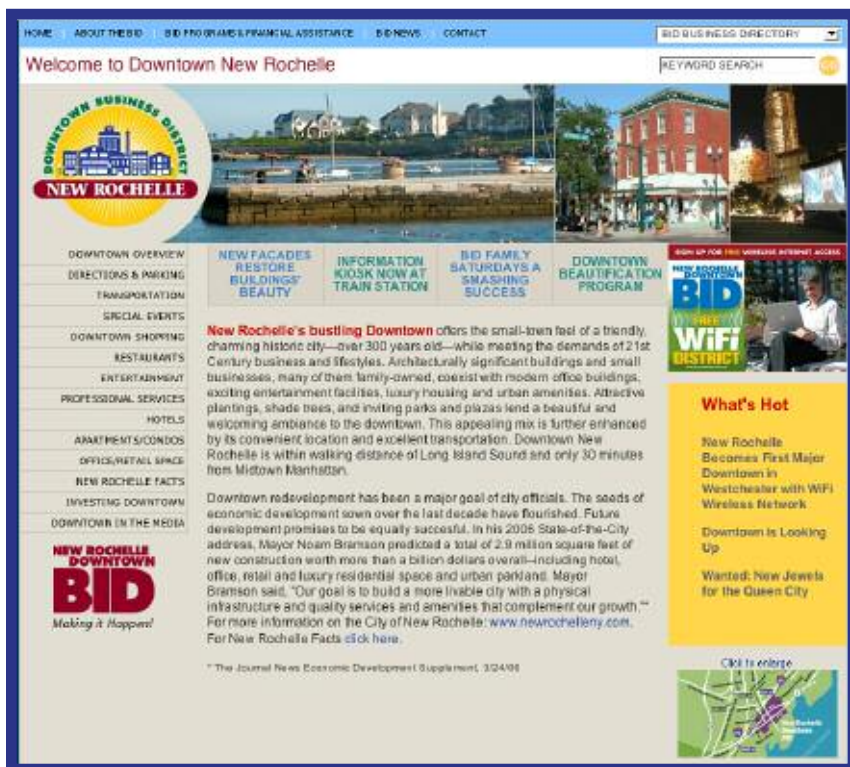 HOME
ABOUT THE BID
BID PROGRAMS & FINANCIAL ASSISTANCE
BID NEWS
CONTACT
BID BUSINESS DIRECTORY
Welcome to Downtown New Rochelle
KEYWORD SEARCH
DOWNTOWN BUSINESS DISTRICT
NEW ROCHELLE
DOWNTOWN OVERVIEW
DIRECTIONS & PARKING
TRANSPORTATION
SPECIAL EVENTS
DOWNTOWN SHOPPING
RESTAURANTS
ENTERTAINMENT
PROFESSIONAL SERVICES
HOTELS
APARTMENTS/CONDOS
OFFICE/RETAIL SPACE
NEW ROCHELLE FACTS
INVESTING DOWNTOWN
DOWNTOWN IN THE MEDIA
NEW ROCHELLE
DOWNTOWN
BID
Making it Happen!
NEW FACADES
RESTORE
BUILDINGS'
BEAUTY
INFORMATION
KIOSK NOW AT
TRAIN STATION
BID FAMILY
SATURDAYS A
SMASHING
SUCCESS
DOWNTOWN
BEAUTIFICATION
PROGRAM
New Rochelle's bustling Downtown offers the small-town feel of a friendly,
charming historic city—over 300 years old—while meeting the demands of 21st
Century business and lifestyles. Architecturally significant buildings and small
businesses, many of them family-owned, coexist with modern office buildings,
exciting entertainment facilities, luxury housing and urban amenities. Attractive
plantings, shade trees, and inviting parks and plazas lend a beautiful and
welcoming ambiance to the downtown. This appealing mix is further enhanced
by its convenient location and excellent transportation. Downtown New
Rochelle is within walking distance of Long Island Sound and only 30 minutes
from Midtown Manhattan.
Downtown redevelopment has been a major goal of city officials. The seeds of
economic development sown over the last decade have flourished. Future
development promises to be equally succesful. In his 2006 State-of-the-City
address, Mayor Noam Bramson predicted a total of 2.9 million square feet of
new construction worth more than a billion dollars overall—including hotel,
office, retail and luxury residential space and urban parkland. Mayor
Bramson said, "Our goal is to build a more livable city with a physical
infrastructure and quality services and amenities that complement our growth."*
For more information on the City of New Rochelle: www.newrochelleny.com.
For New Rochelle Facts click here.
* The Journal News Economic Development Supplement, 3/24/06
SIGN UP FOR FREE WIRELESS INTERNET ACCESS
NEW ROCHELLE
DOWNTOWN
BID
FREE
WiFi
DISTRICT
What's Hot
New Rochelle
Becomes First Major
Downtown in
Westchester with WiFi
Wireless Network
Downtown is Looking
Up
Wanted: New Jewels
for the Queen City
Click to enlarge
New Rochelle